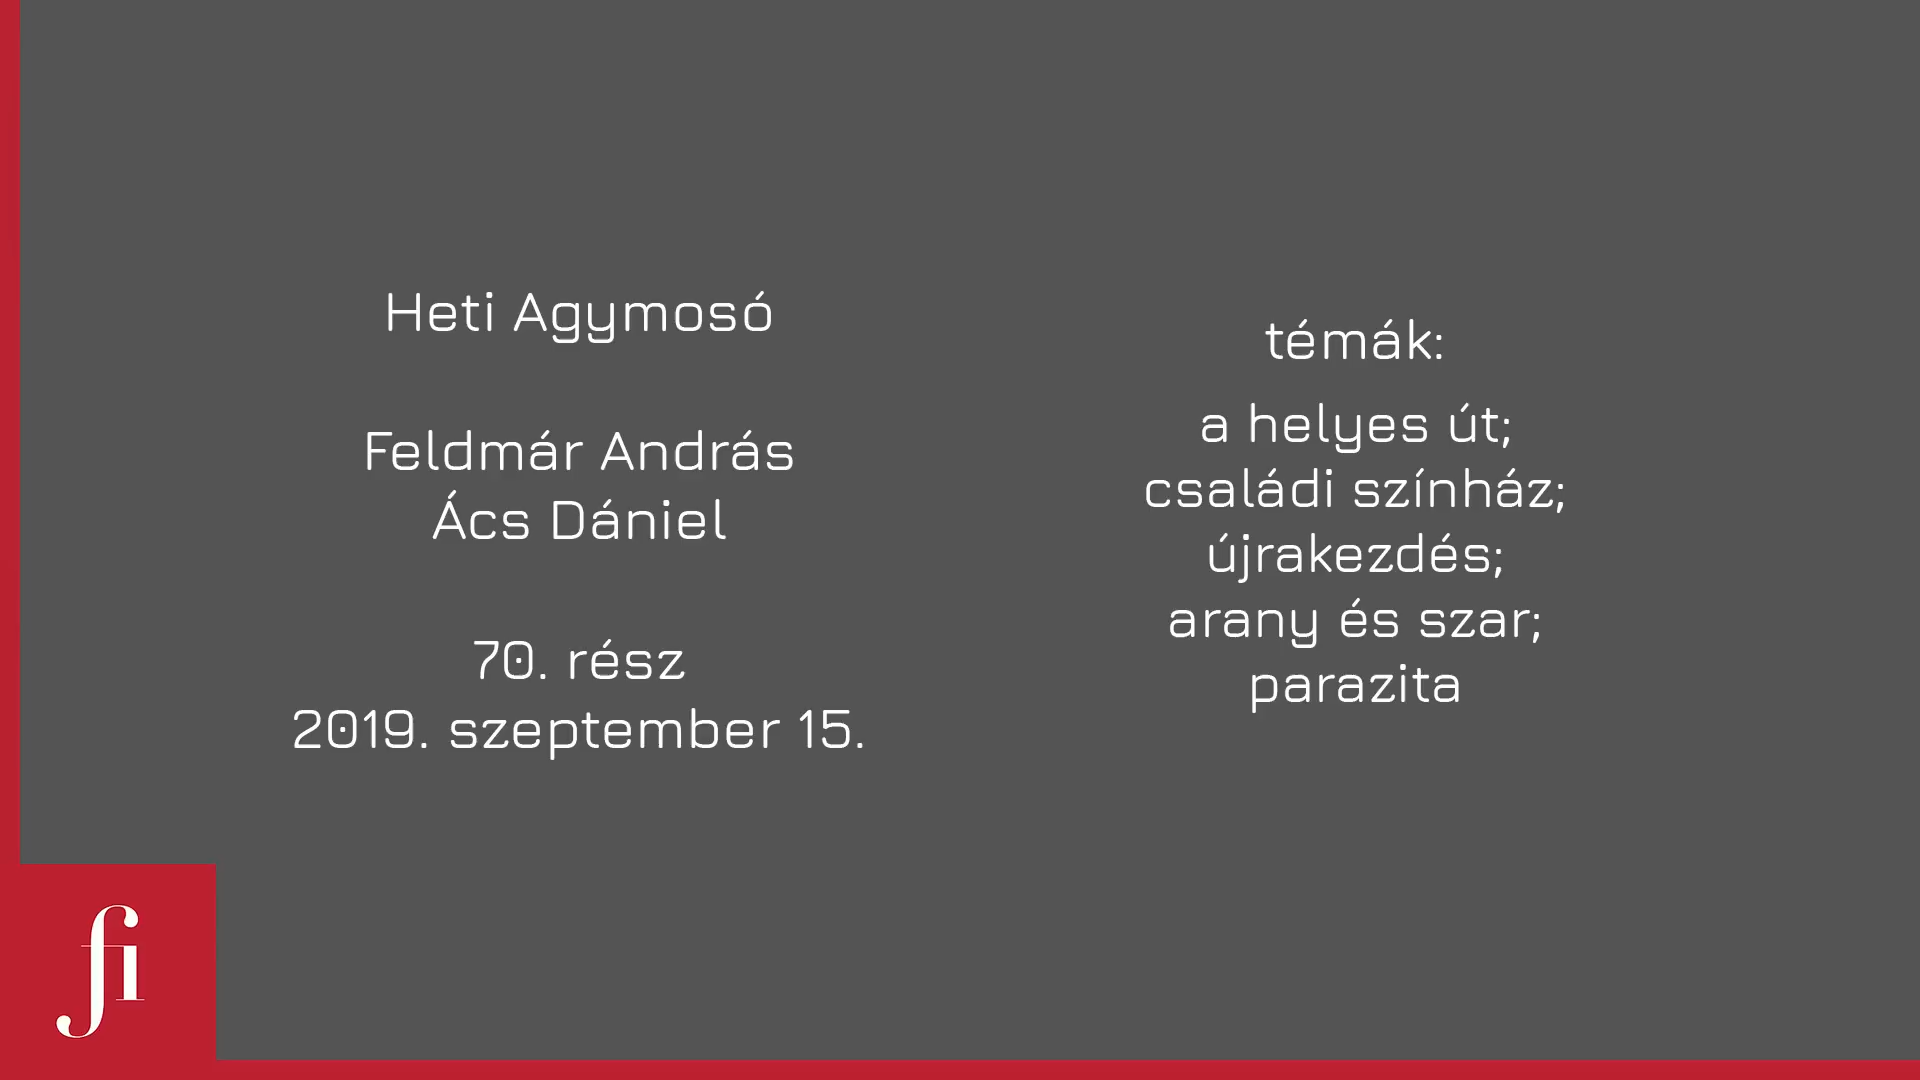 Heti Agymosó
Feldmár András
Ács Dániel
70. rész
2019. szeptember 15.
témák:
a helyes út;
családi színház;
újrakezdés;
arany és szar;
parazita
fi